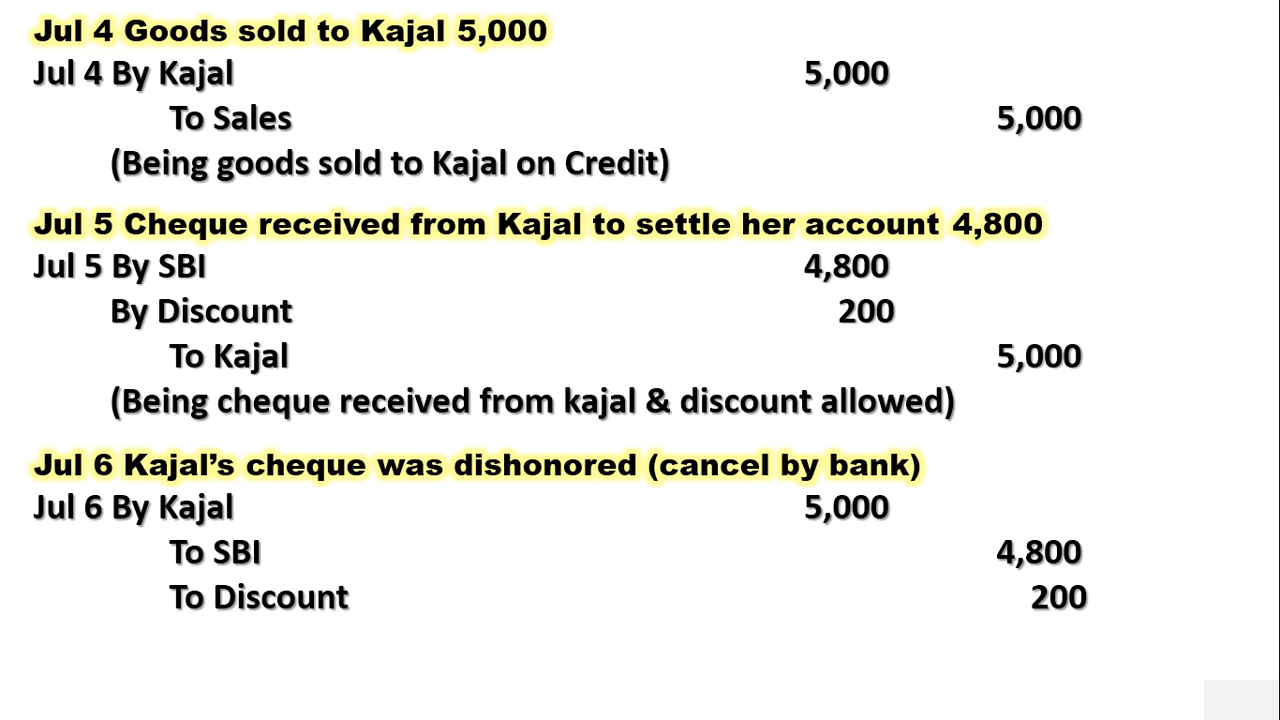 Jul 4 Goods sold to Kajal 5,000
Jul 4 By Kajal 5,000
To Sales 5,000
(Being goods sold to Kajal on Credit)
Jul 5 Cheque received from Kajal to settle her account 4,800
Jul 5 By SBI 4,800
By Discount 200
To Kajal 5,000
(Being cheque received from kajal & discount allowed)
Jul 6 Kajal’s cheque was dishonored (cancel by bank)
Jul 6 By Kajal 5,000
To SBI 4,800
To Discount 200